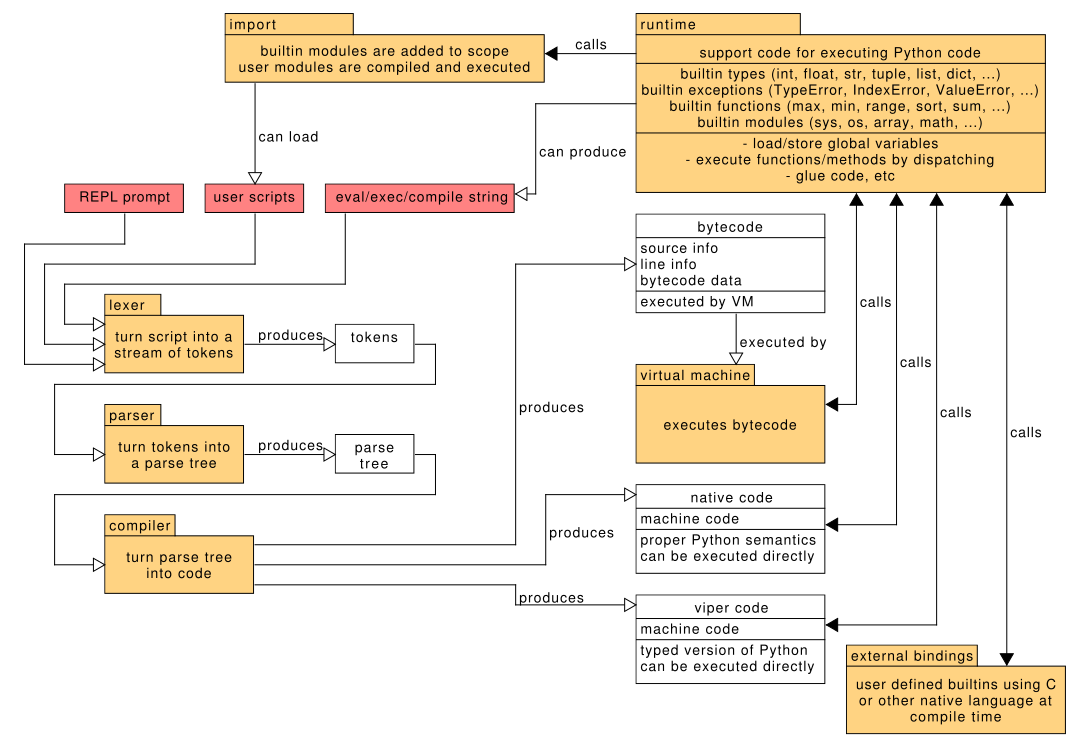 import
builtin modules are added to scope
user modules are compiled and executed
calls
runtime
support code for executing Python code
builtin types (int, float, str, tuple, list, dict, ...)
builtin exceptions (TypeError, IndexError, ValueError, ...)
builtin functions (max, min, range, sort, sum, ...)
builtin modules (sys, os, array, math, ...)
- load/store global variables
- execute functions/methods by dispatching
- glue code, etc
can load
can produce
REPL prompt
user scripts
eval/exec/compile string
bytecode
source info
line info
bytecode data
executed by VM
lexer
turn script into a
stream of tokens
produces
tokens
executed by
calls
calls
calls
calls
virtual machine
executes bytecode
produces
parser
turn tokens into
a parse tree
produces
parse
tree
native code
machine code
proper Python semantics
can be executed directly
compiler
turn parse tree
into code
produces
produces
viper code
machine code
typed version of Python
can be executed directly
external bindings
user defined builtins using C
or other native language at
compile time